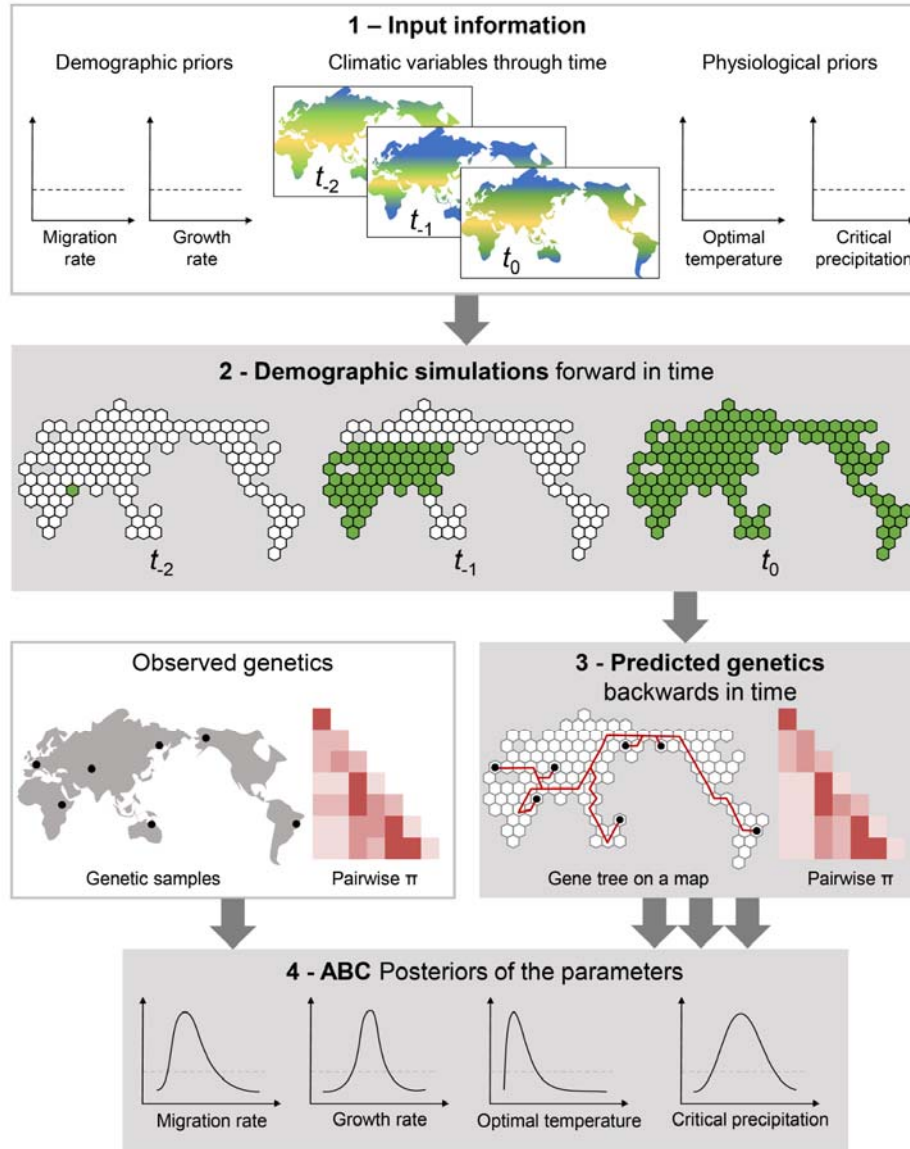 1 – Input information
Demographic priors
Climatic variables through time
Physiological priors
t-2
t-1
t0
Migration
rate
Growth
rate
Optimal
temperature
Critical
precipitation
2 - Demographic simulations forward in time
t-2
t-1
t0
Observed genetics
Genetic samples
Pairwise π
3 - Predicted genetics
backwards in time
Gene tree on a map
Pairwise π
4 - ABC Posteriors of the parameters
Migration rate
Growth rate
Optimal temperature
Critical precipitation